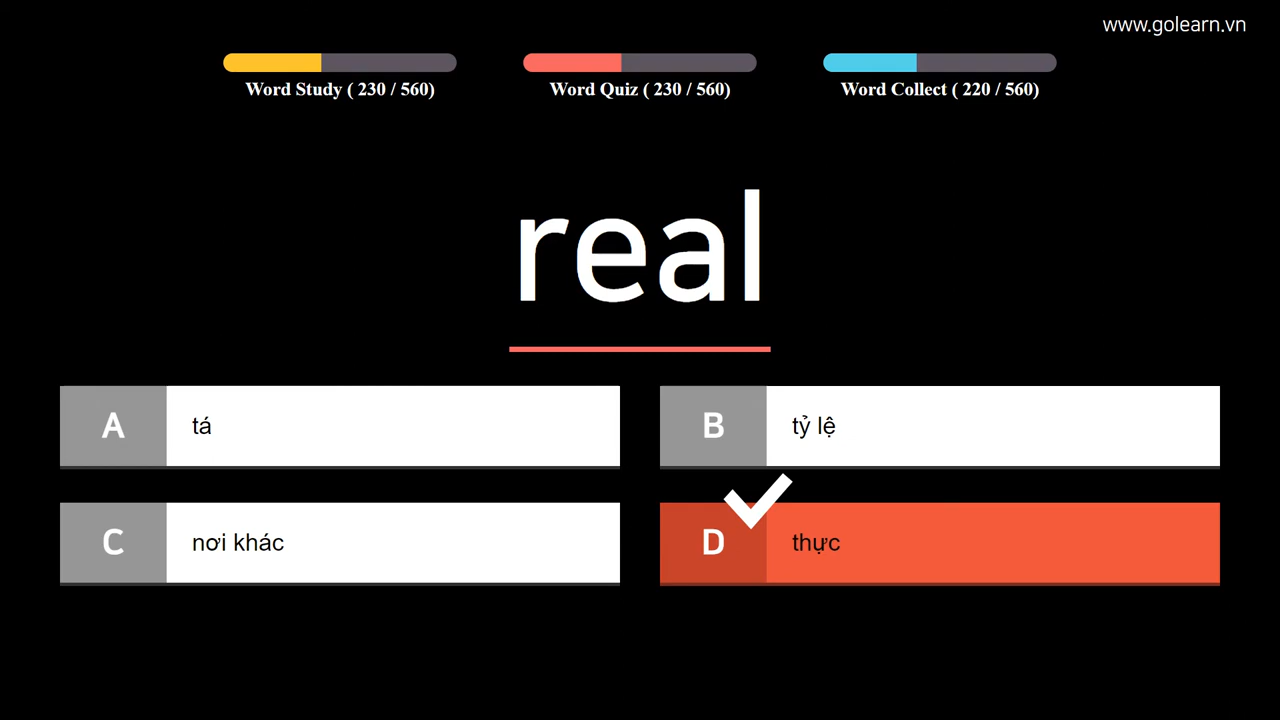 www.golearn.vn
Word Study ( 230 / 560)
Word Quiz ( 230 / 560)
Word Collect ( 220 / 560)
real
A tá
B tỷ lệ
C nơi khác
D thực